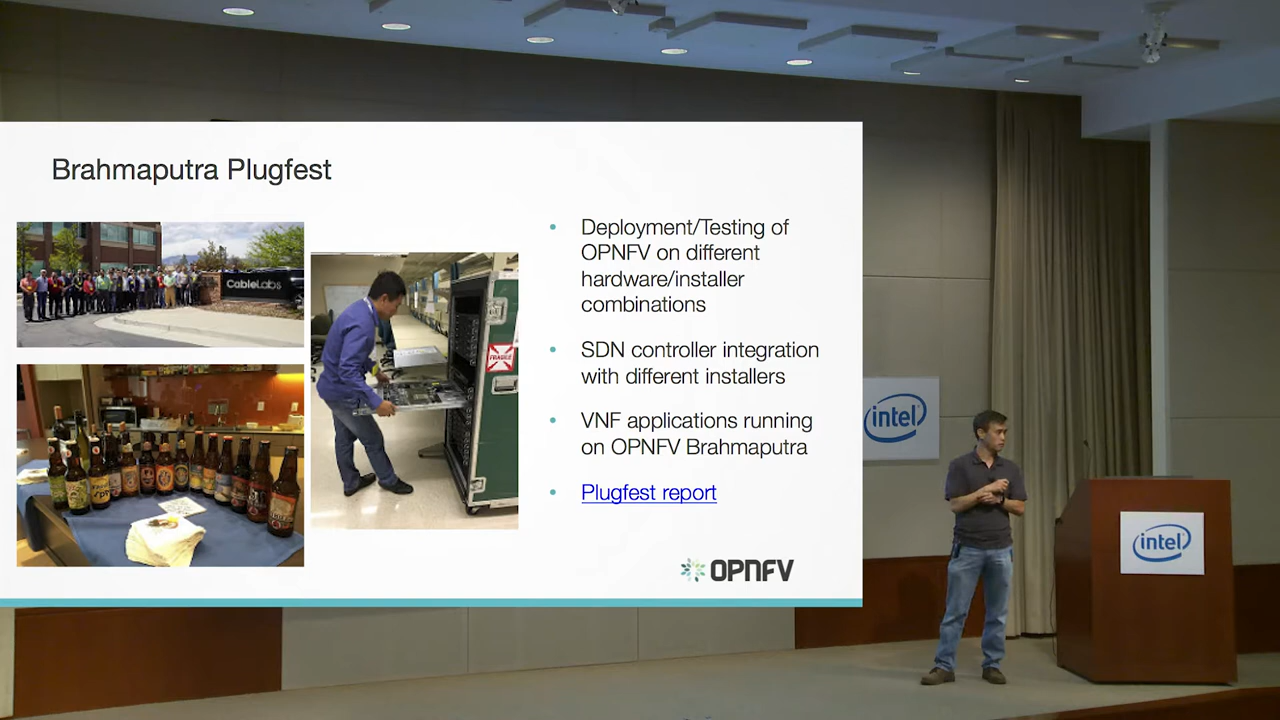 Brahmaputra Plugfest
CableLabs
FRAGILE
• Deployment/Testing of
OPNFV on different
hardware/installer
combinations
• SDN controller integration
with different installers
• VNF applications running
on OPNFV Brahmaputra
• Plugfest report
OPNFV
intel
intel